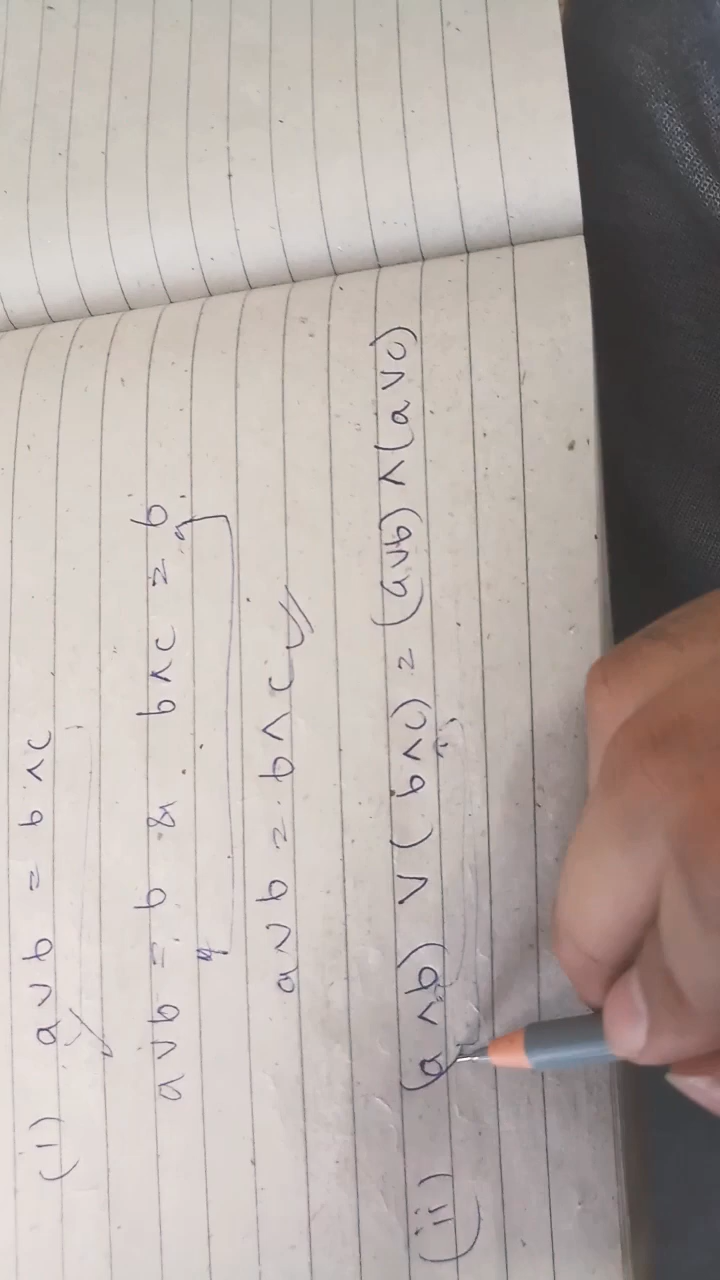 (i) a∨b = b∧c
a∨b = b & b∧c = b
a∨b = b∧c
(ii) (a∧b) ∨ (b∧c) = (a∨b) ∧ (a∨c)